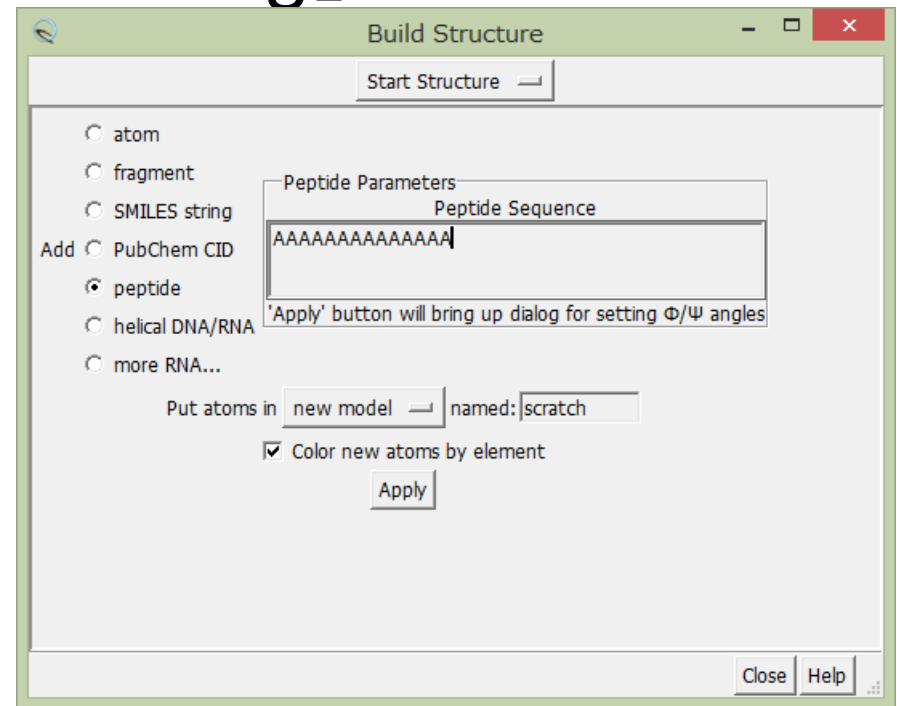 Build Structure
Start Structure
atom
fragment
Peptide Parameters
SMILES string
Peptide Sequence
Add
PubChem CID
AAAAAAAAAAAAAA
peptide
helical DNA/RNA
'Apply' button will bring up dialog for setting Φ/Ψ angles
more RNA...
Put atoms in new model named: scratch
Color new atoms by element
Apply
Close Help